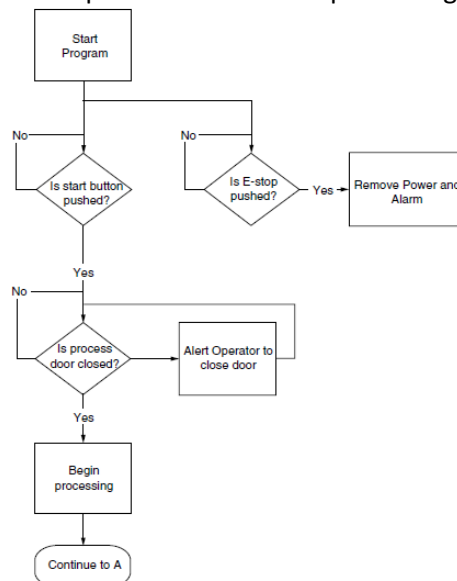 Start
Program
No
No
Is start button
pushed?
Is E-stop
pushed?
Yes
Remove Power and
Alarm
Yes
No
Is process
door closed?
Alert Operator to
close door
Yes
Begin
processing
Continue to A